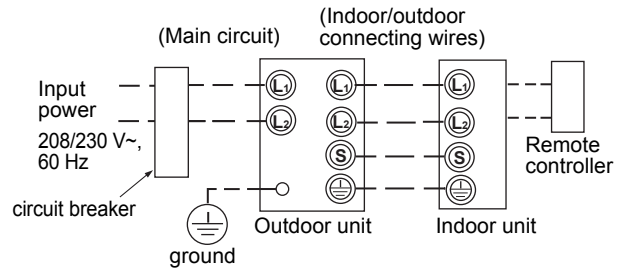 (Main circuit)
(Indoor/outdoor
connecting wires)
Input
power
208/230 V~,
60 Hz
circuit breaker
L1
L2
L1
L2
S
L1
L2
S
Remote
controller
Outdoor unit
Indoor unit
ground